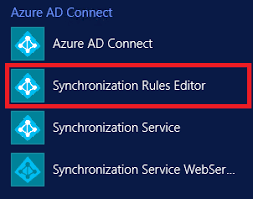 Azure AD Connect
Azure AD Connect
Synchronization Rules Editor
Synchronization Service
Synchronization Service WebSer...